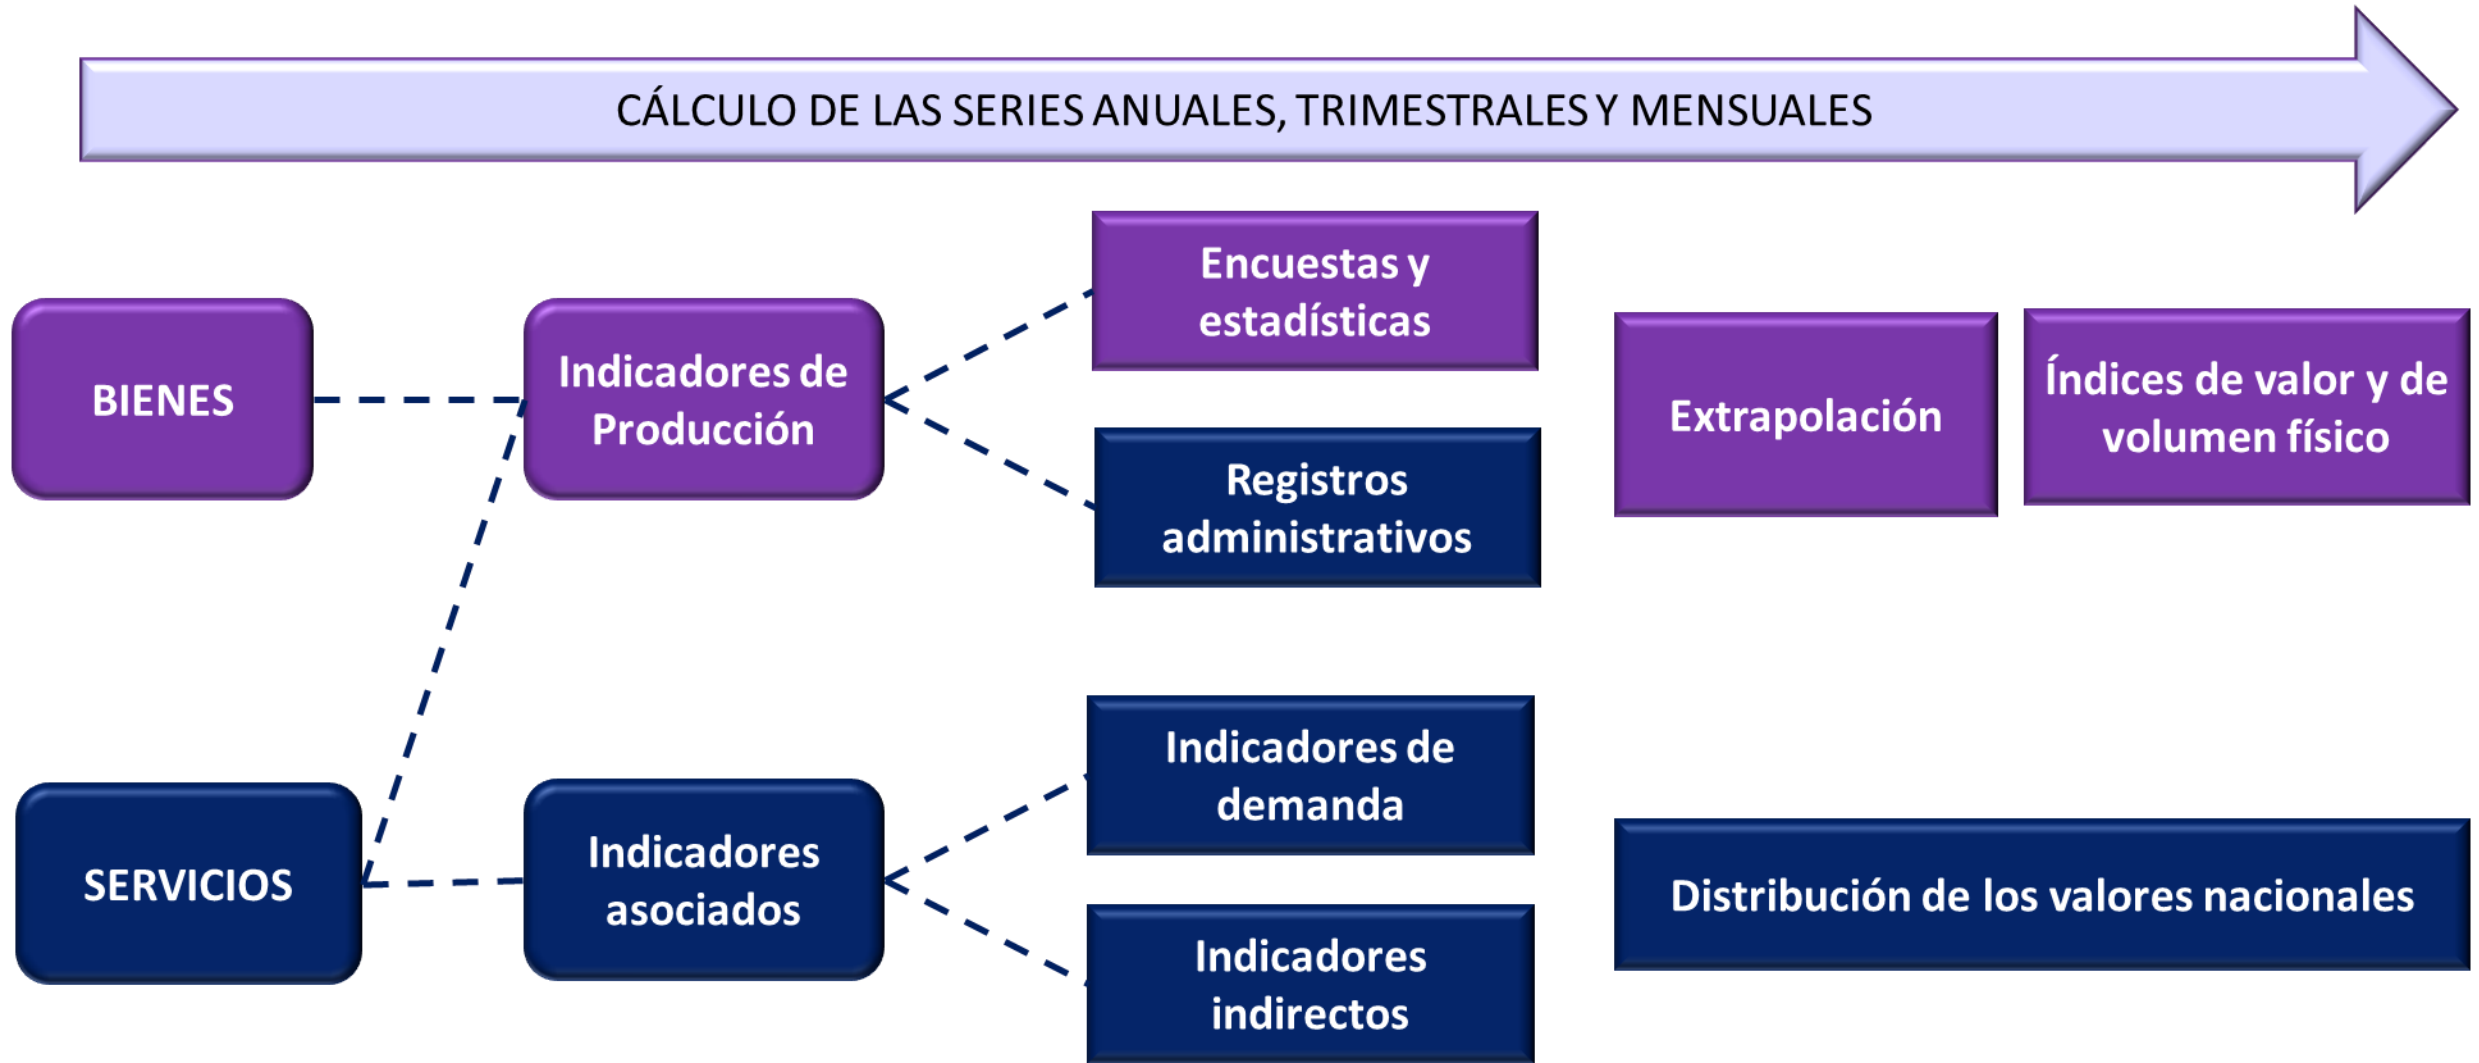 CÁLCULO DE LAS SERIES ANUALES, TRIMESTRALES Y MENSUALES
BIENES
Indicadores de
Producción
Encuestas y
estadísticas
Registros
administrativos
Extrapolación
Índices de valor y de
volumen físico
SERVICIOS
Indicadores
asociados
Indicadores de
demanda
Indicadores
indirectos
Distribución de los valores nacionales